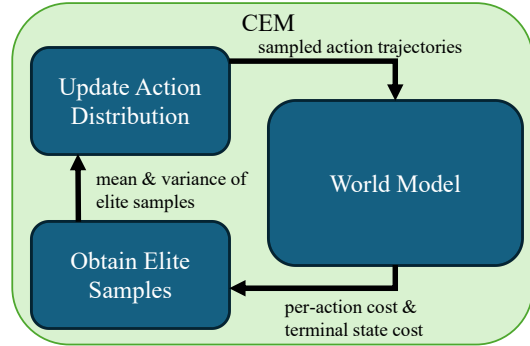 CEM
sampled action trajectories
Update Action
Distribution
World Model
mean & variance of
elite samples
Obtain Elite
Samples
per-action cost &
terminal state cost